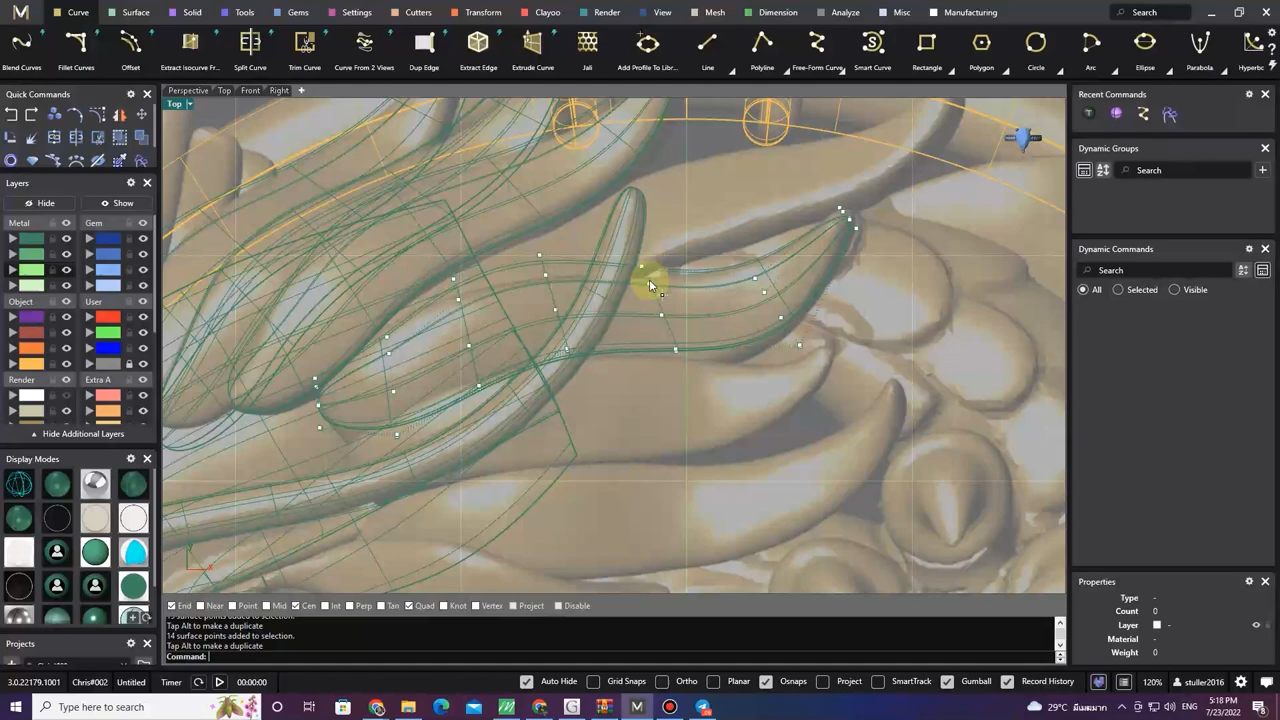 Curve Surface Solid Tools Gems Settings Cutters Transform Clayoo Render View Mesh Dimension Analyze Misc Manufacturing Search
Blend Curves Fillet Curves Offset Extract Isocurve Fr... Split Curve Trim Curve Curve From 2 Views Dup Edge Extract Edge Extrude Curve Jali Add Profile To Libr... Line Polyline Free-Form Curve Smart Curve Rectangle Polygon Circle Arc Ellipse Parabola Hyperbc
Quick Commands
Perspective Top Front Right
Top
Recent Commands
Dynamic Groups
Search
Layers
Hide Show
Metal Gem
Object User
Render Extra A
Hide Additional Layers
Dynamic Commands
Search
All Selected Visible
Display Modes
Projects
y
x
End Near Point Mid Cen Int Perp Tan Quad Knot Vertex Project Disable
Tap Alt to make a duplicate
14 surface points added to selection.
Tap Alt to make a duplicate
Command:
Properties
Type -
Count 0
Layer -
Material -
Weight 0
3.0.22179.1001 Chris#002 Untitled Timer 00:00:00 Auto Hide Grid Snaps Ortho Planar Osnaps Project SmartTrack Gumball Record History 120% stuller2016
Type here to search
29°C
5:18 PM
7/23/2022